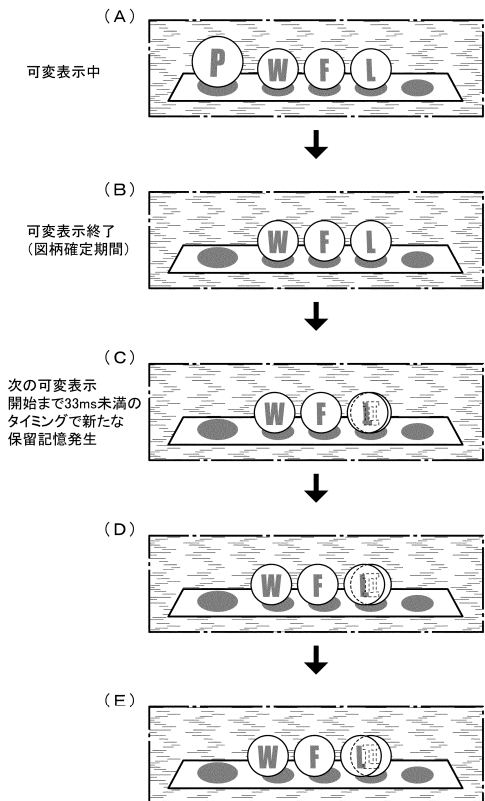 (A)
可変表示中
P W F L
(B)
可変表示終了
(図柄確定期間)
W F L
(C)
次の可変表示
開始まで33ms未満の
タイミングで新たな
保留記憶発生
W F L
(D)
W F L
(E)
W F L